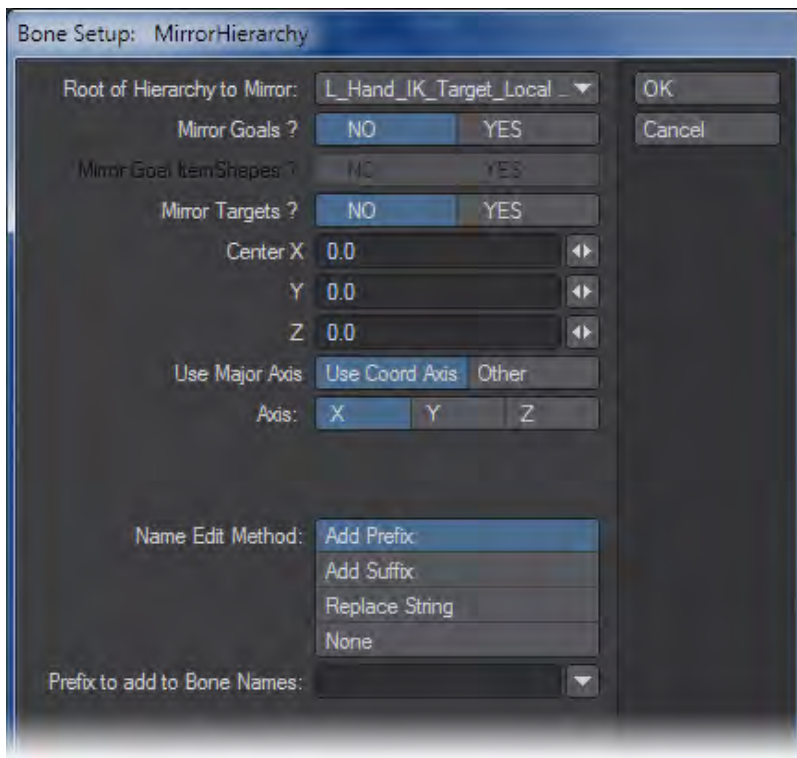 Bone Setup: MirrorHierarchy
Root of Hierarchy to Mirror: L_Hand_IK_Target_Local _
OK
Mirror Goals ? NO YES
Cancel
Mirror Goal ItemShapes ? NO YES
Mirror Targets ? NO YES
Center X 0.0
Y 0.0
Z 0.0
Use Major Axis Use Coord Axis Other
Axis: X Y Z
Name Edit Method: Add Prefix
Add Suffix
Replace String
None
Prefix to add to Bone Names: